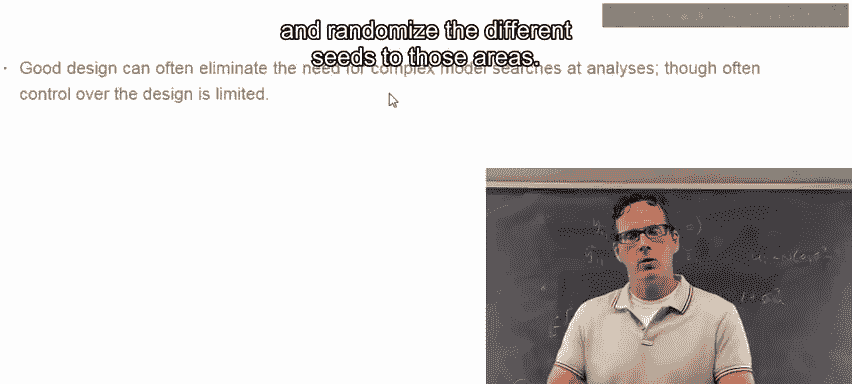 and randomize the different
seeds to those areas.
· Good design can often eliminate the need for complex model searches at analyses; though often
control over the design is limited.